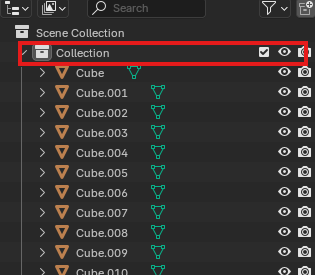 Search
Scene Collection
Collection
Cube
Cube.001
Cube.002
Cube.003
Cube.004
Cube.005
Cube.006
Cube.007
Cube.008
Cube.009
Cube.010